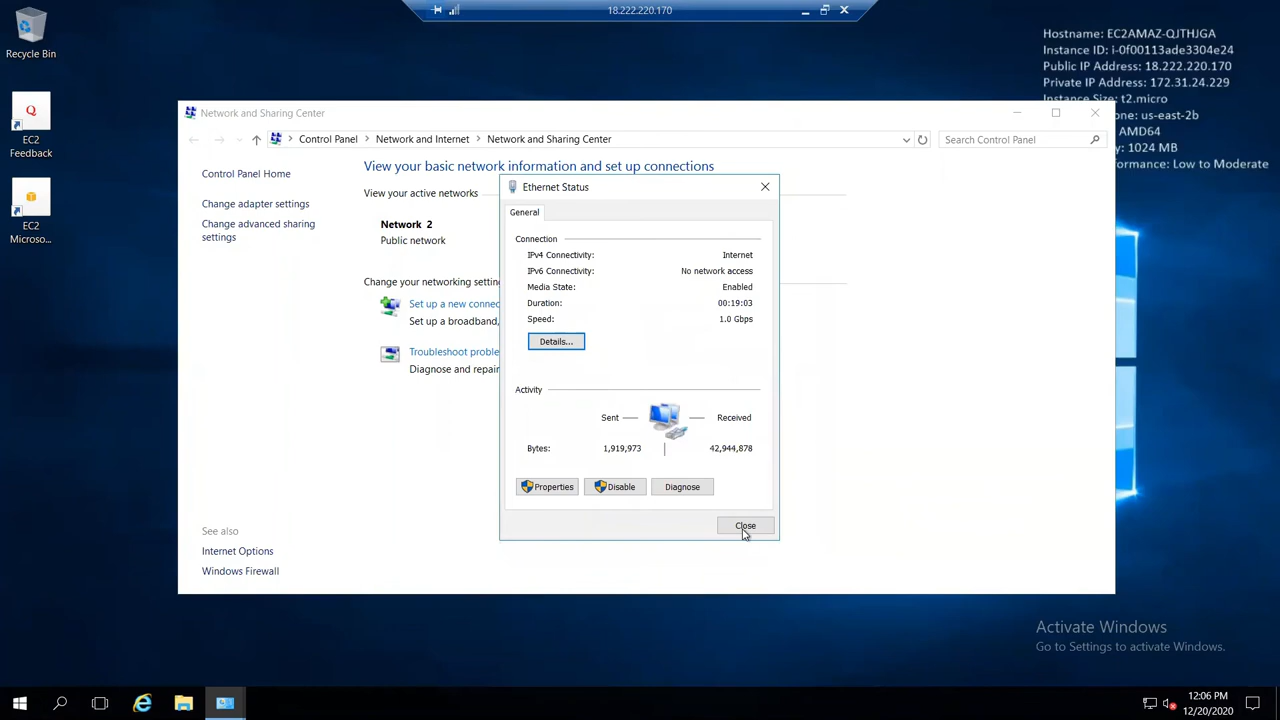 18.222.220.170
Recycle Bin
EC2
Feedback
EC2
Microso...
Hostname: EC2AMAZ-QJTHJGA
Instance ID: i-0f00113ade3304e24
Public IP Address: 18.222.220.170
Private IP Address: 172.31.24.229
Instance Size: t2.micro
one: us-east-2b
AMD64
y: 1024 MB
ormance: Low to Moderate
Network and Sharing Center
Control Panel > Network and Internet > Network and Sharing Center
Search Control Panel
Control Panel Home
Change adapter settings
Change advanced sharing
settings
See also
Internet Options
Windows Firewall
View your basic network information and set up connections
View your active networks
Network 2
Public network
Change your networking settin
Set up a new connec
Set up a broadband,
Troubleshoot proble
Diagnose and repair
Ethernet Status
General
Connection
IPv4 Connectivity: Internet
IPv6 Connectivity: No network access
Media State: Enabled
Duration: 00:19:03
Speed: 1.0 Gbps
Details...
Activity
Sent — — Received
Bytes: 1,919,973 | 42,944,878
Properties Disable Diagnose
Close
Activate Windows
Go to Settings to activate Windows.
12:06 PM
12/20/2020